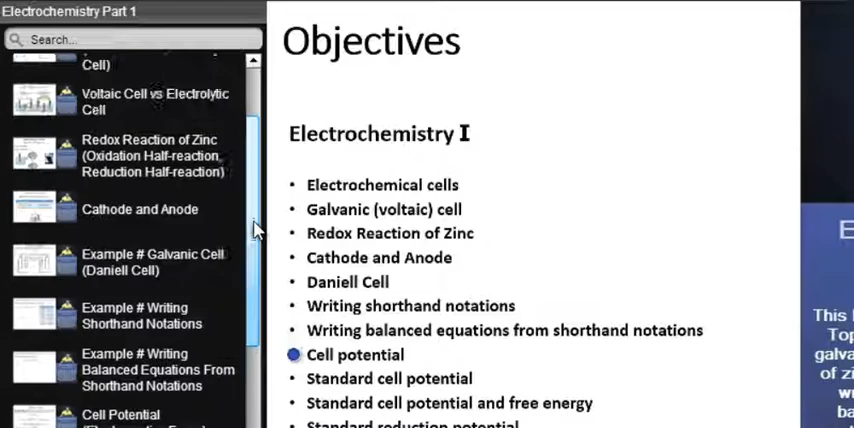 Electrochemistry Part 1
Search...
Cell)
Voltaic Cell vs Electrolytic
Cell
Redox Reaction of Zinc
(Oxidation Half-reaction,
Reduction Half-reaction)
Cathode and Anode
Example # Galvanic Cell
(Daniell Cell)
Example # Writing
Shorthand Notations
Example # Writing
Balanced Equations From
Shorthand Notations
Cell Potential
Objectives
Electrochemistry I
• Electrochemical cells
• Galvanic (voltaic) cell
• Redox Reaction of Zinc
• Cathode and Anode
• Daniell Cell
• Writing shorthand notations
• Writing balanced equations from shorthand notations
Cell potential
• Standard cell potential
• Standard cell potential and free energy
Standard reduction potential
E
This
Top
galva
of zi
w
ba